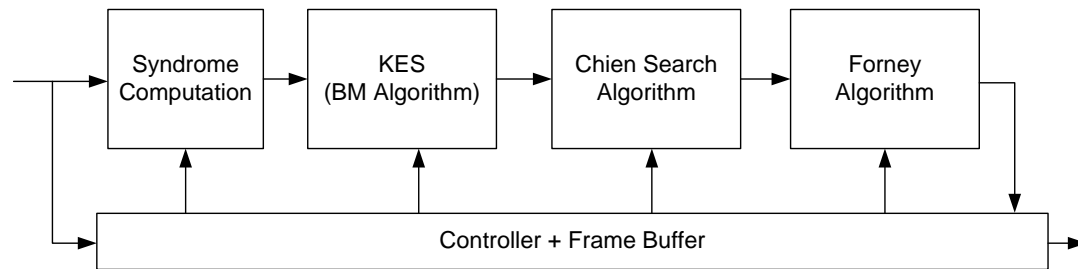 Syndrome
Computation
KES
(BM Algorithm)
Chien Search
Algorithm
Forney
Algorithm
Controller + Frame Buffer